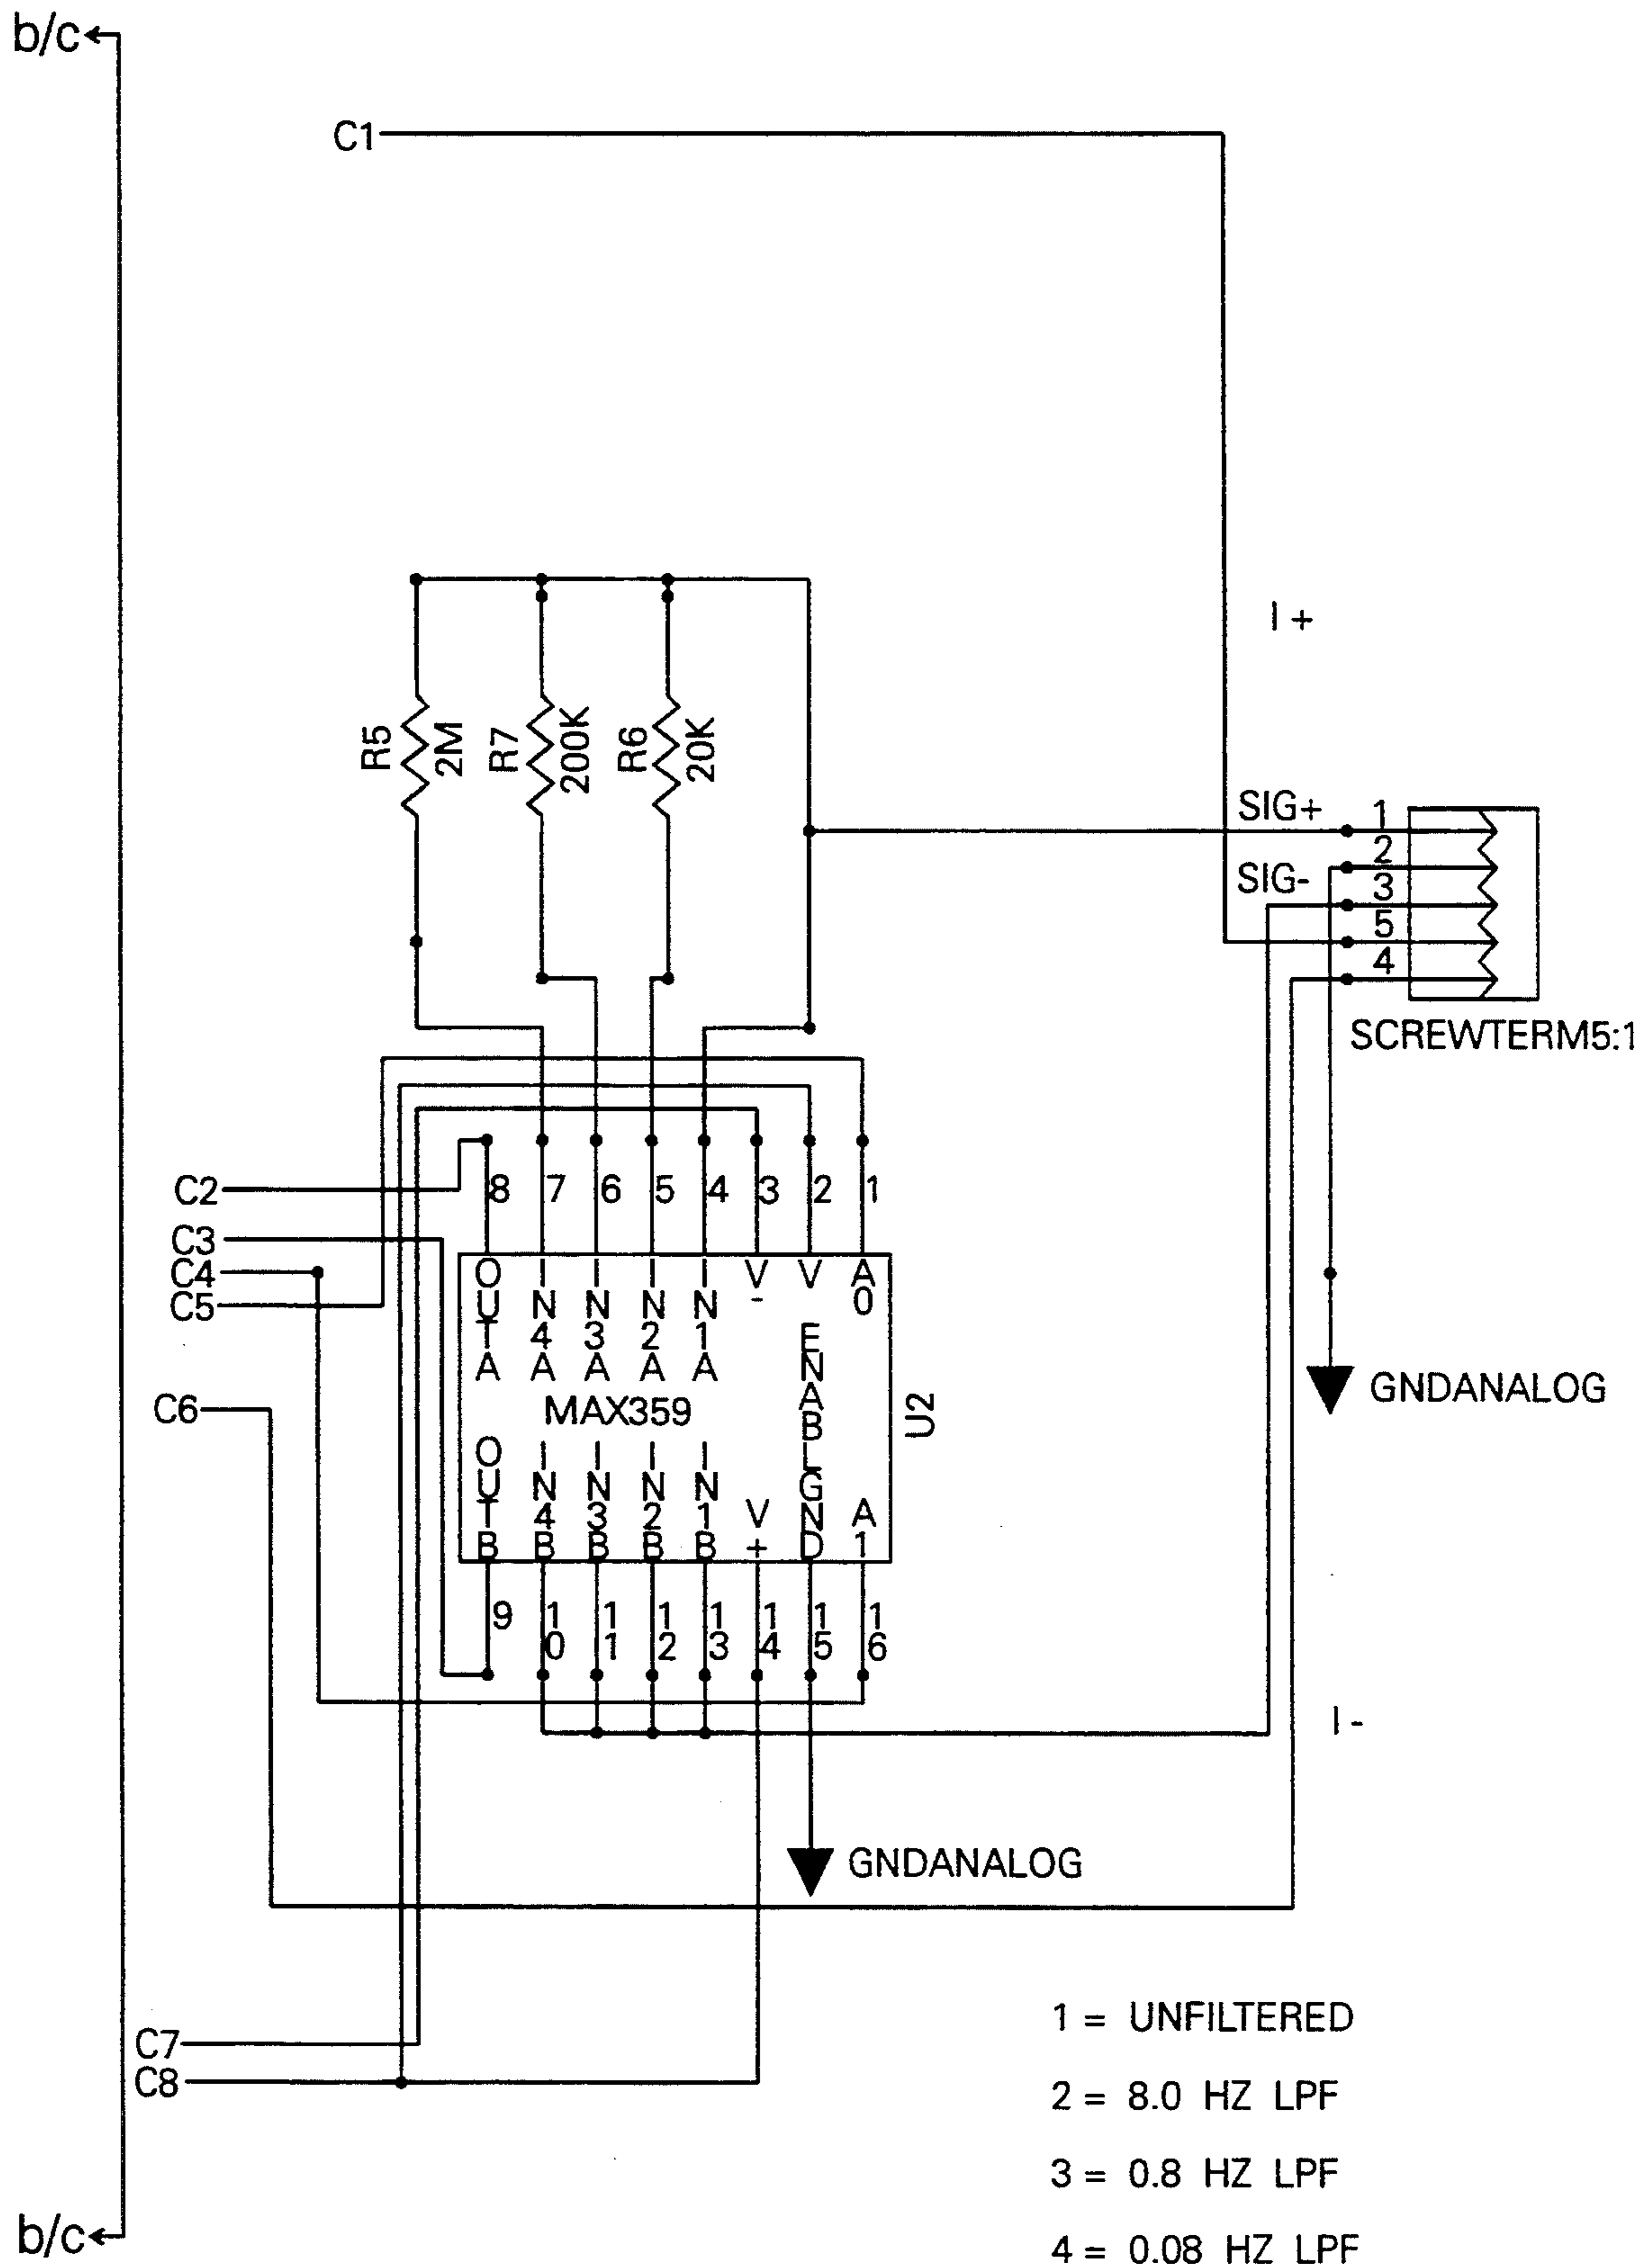 b/c
C1
I +
R5
2M
R7
200K
R6
20K
SIG+
1
2
SIG-
3
5
4
SCREWTERM5:1
C2
8
7
6
5
4
3
2
1
C3
C4
C5
OUTA
IN4A
IN3A
IN2A
IN1A
V-
V
A0
ENABL
GNDANALOG
C6
MAX359
U2
OUTB
IN4B
IN3B
IN2B
IN1B
V+
GND
A1
9
10
11
12
13
14
15
16
I -
GNDANALOG
1 = UNFILTERED
C7
C8
2 = 8.0 HZ LPF
3 = 0.8 HZ LPF
b/c
4 = 0.08 HZ LPF